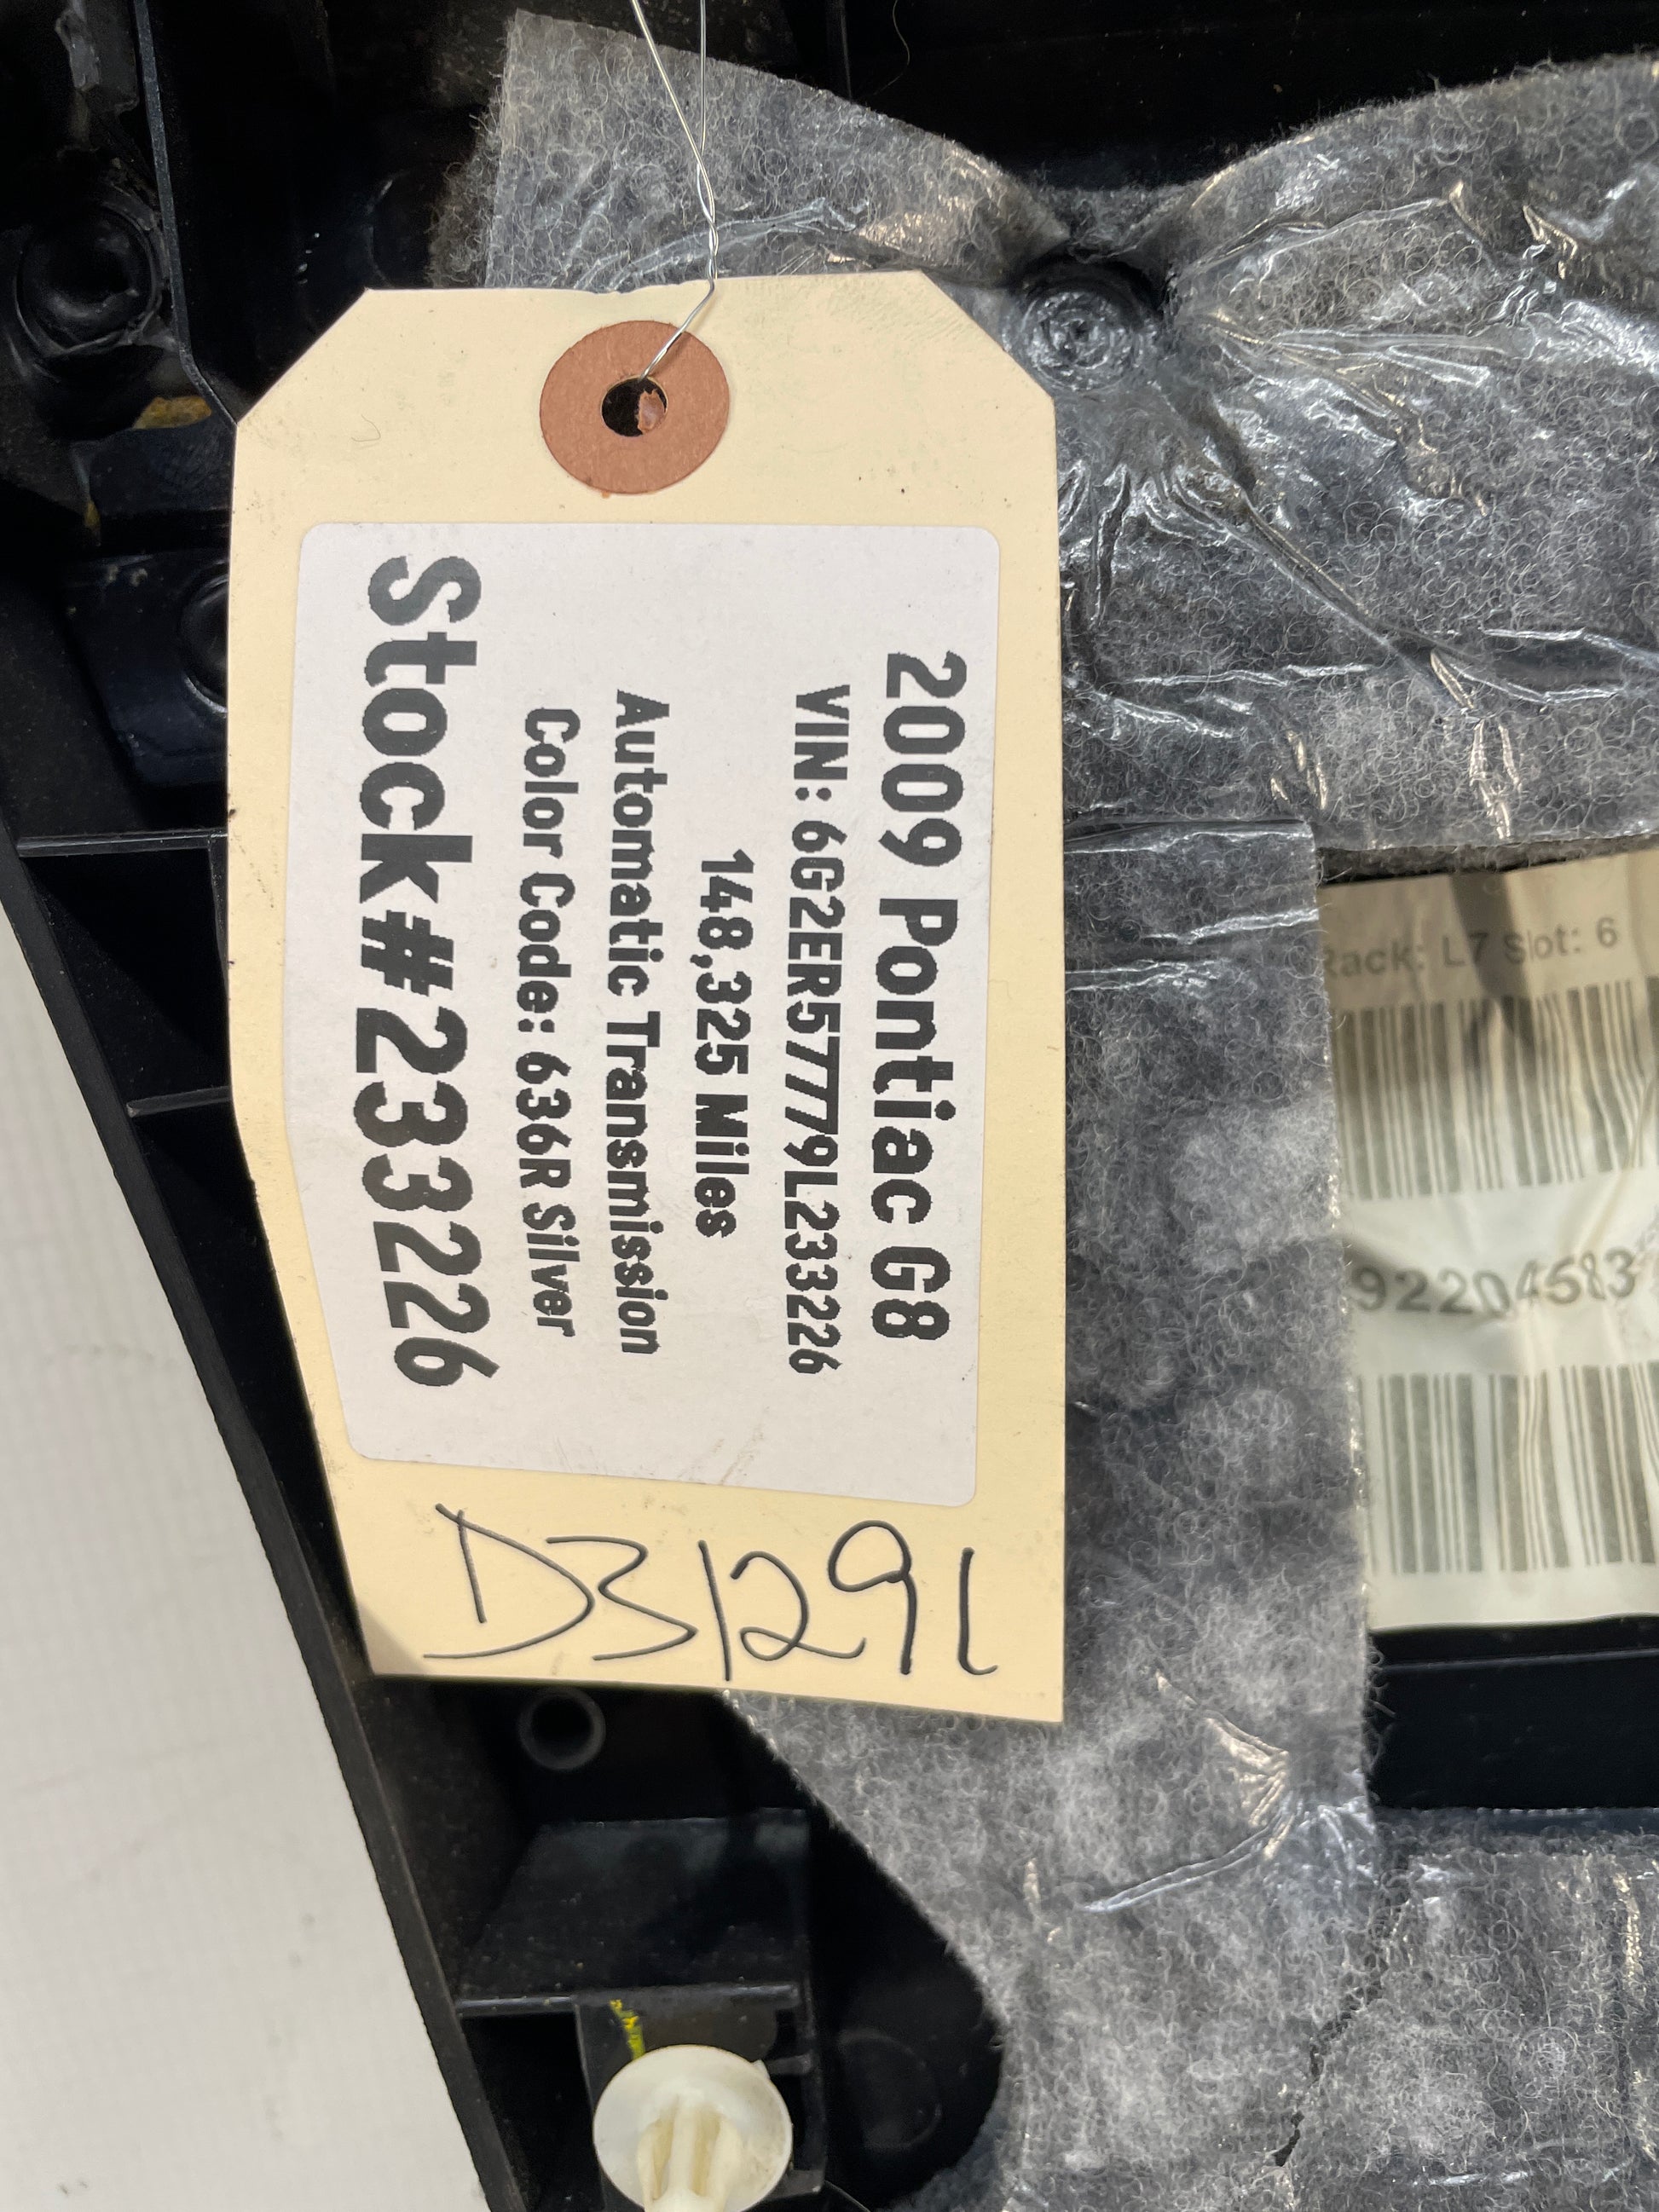 2009 Pontiac G8
VIN: 6G2ER57779L233226
148,325 Miles
Automatic Transmission
Color Code: 636R Silver
Stock#233226
D3129L
Rack: L7 Slot: 6
92204583